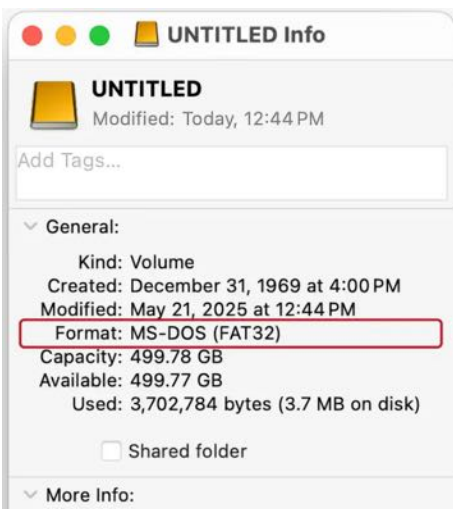 UNTITLED Info
UNTITLED
Modified: Today, 12:44 PM
Add Tags...
General:
Kind: Volume
Created: December 31, 1969 at 4:00 PM
Modified: May 21, 2025 at 12:44 PM
Format: MS-DOS (FAT32)
Capacity: 499.78 GB
Available: 499.77 GB
Used: 3,702,784 bytes (3.7 MB on disk)
Shared folder
More Info: